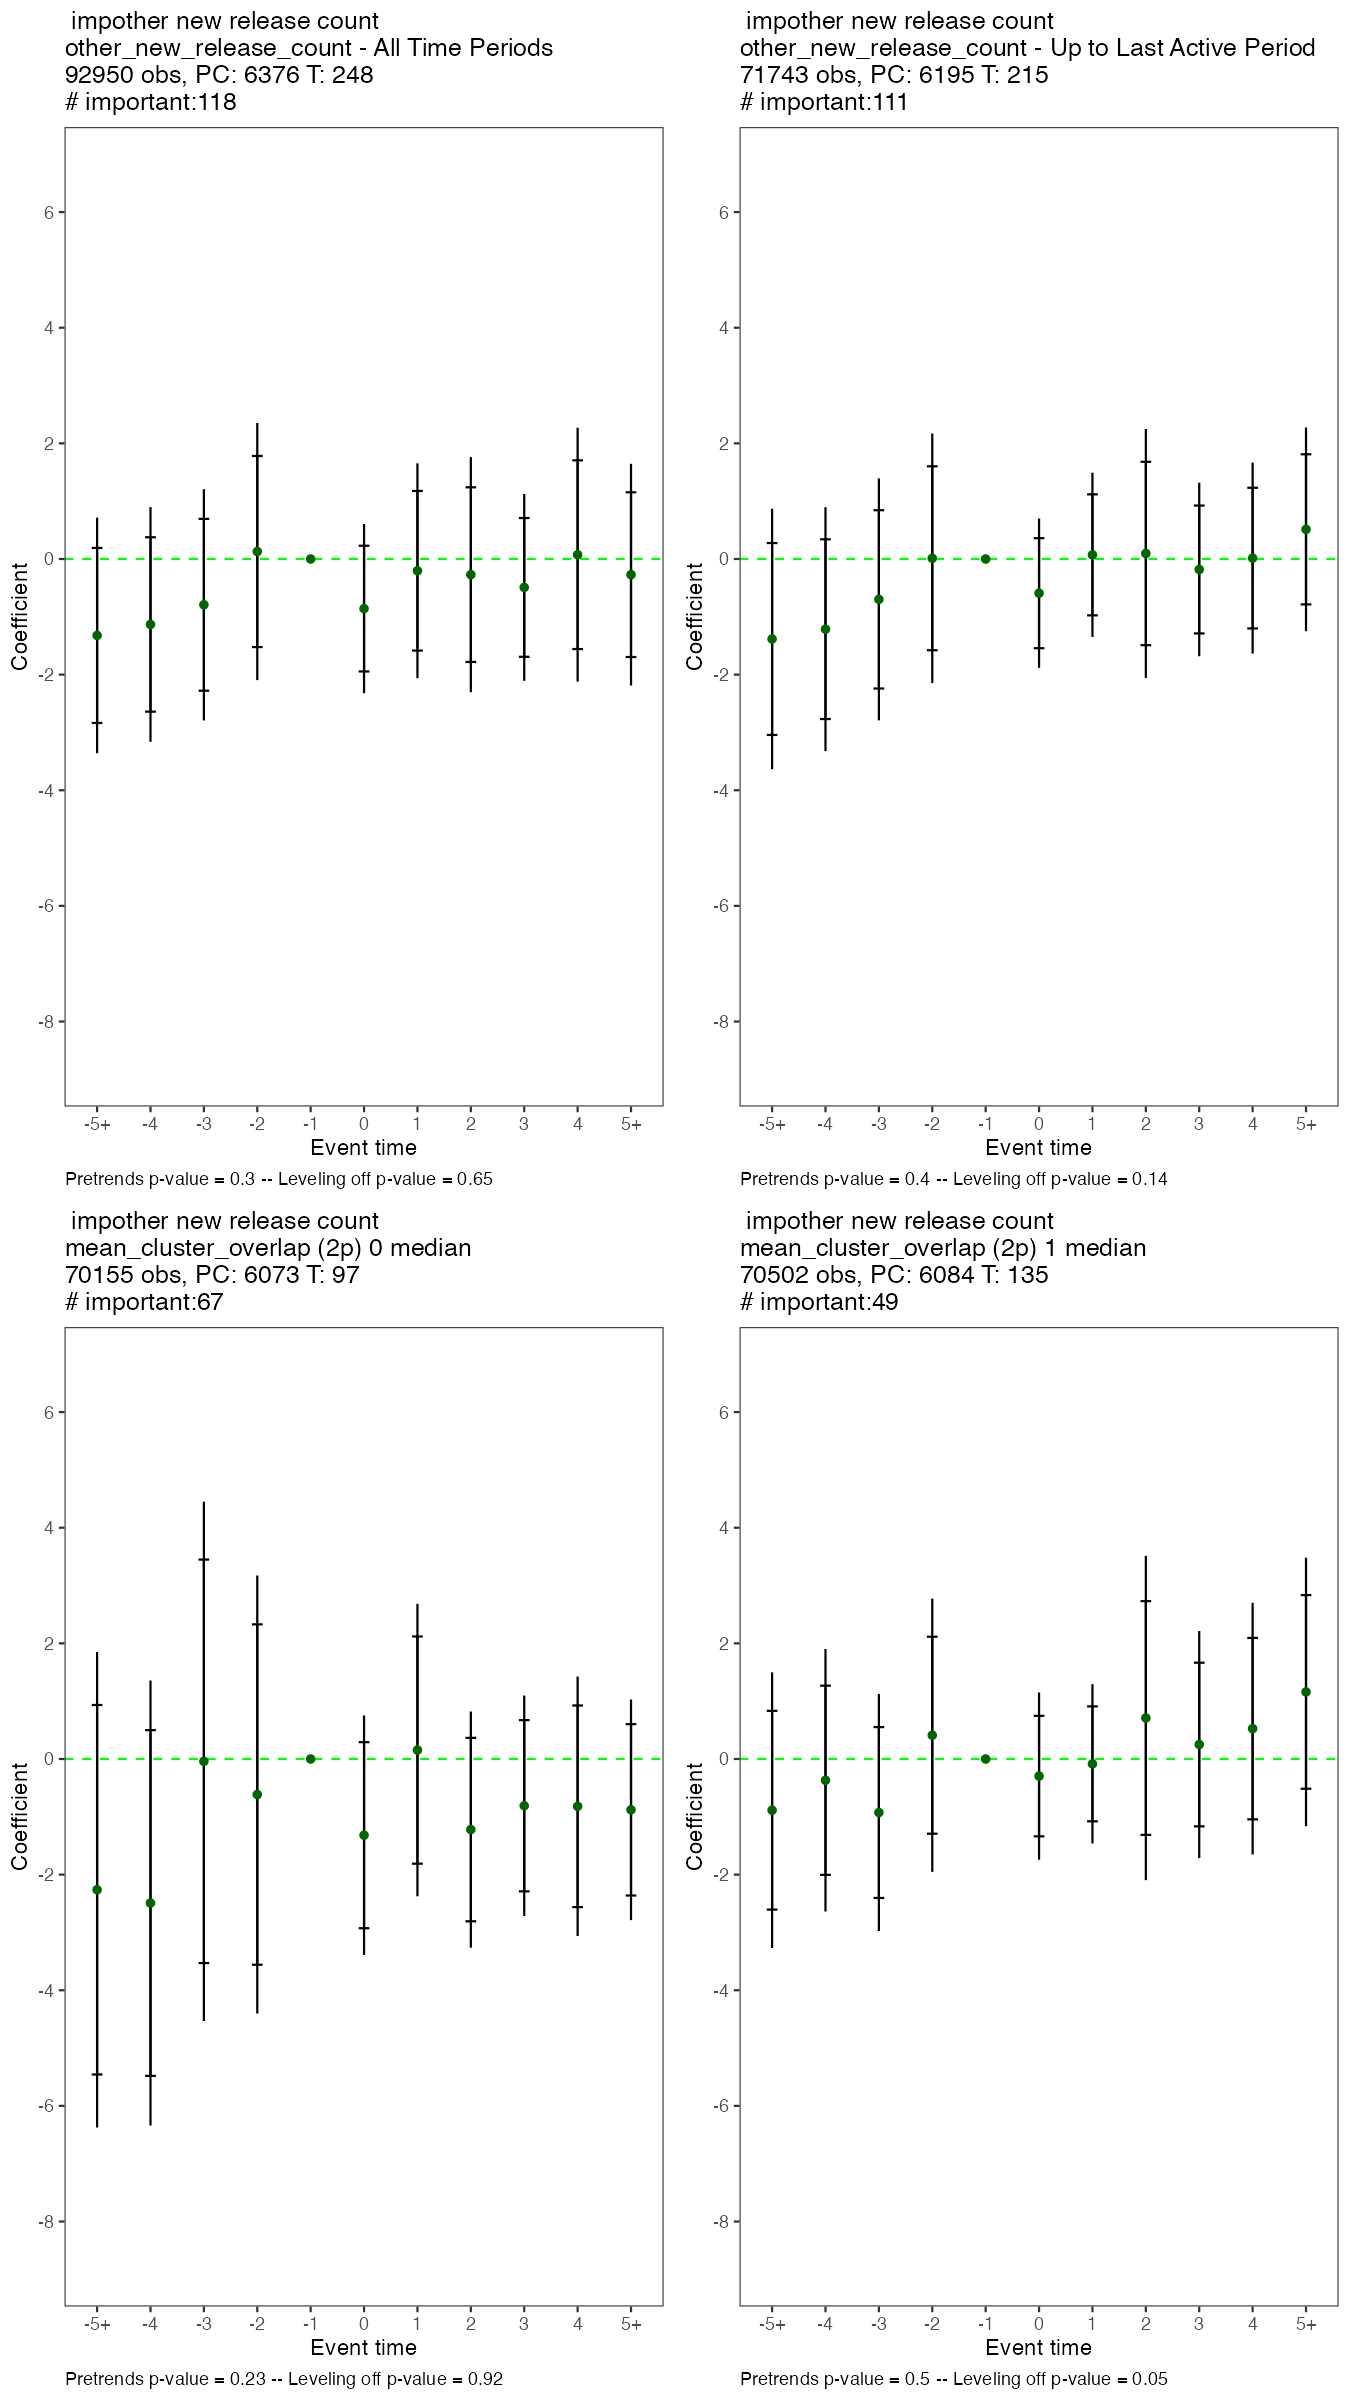 impother new release count
other_new_release_count - All Time Periods
92950 obs, PC: 6376 T: 248
# important:118
6
4
2
0
-2
-4
-6
-8
Coefficient
-5+ -4 -3 -2 -1 0 1 2 3 4 5+
Event time
Pretrends p-value = 0.3 -- Leveling off p-value = 0.65
impother new release count
other_new_release_count - Up to Last Active Period
71743 obs, PC: 6195 T: 215
# important:111
6
4
2
0
-2
-4
-6
-8
Coefficient
-5+ -4 -3 -2 -1 0 1 2 3 4 5+
Event time
Pretrends p-value = 0.4 -- Leveling off p-value = 0.14
impother new release count
mean_cluster_overlap (2p) 0 median
70155 obs, PC: 6073 T: 97
# important:67
6
4
2
0
-2
-4
-6
-8
Coefficient
-5+ -4 -3 -2 -1 0 1 2 3 4 5+
Event time
Pretrends p-value = 0.23 -- Leveling off p-value = 0.92
impother new release count
mean_cluster_overlap (2p) 1 median
70502 obs, PC: 6084 T: 135
# important:49
6
4
2
0
-2
-4
-6
-8
Coefficient
-5+ -4 -3 -2 -1 0 1 2 3 4 5+
Event time
Pretrends p-value = 0.5 -- Leveling off p-value = 0.05